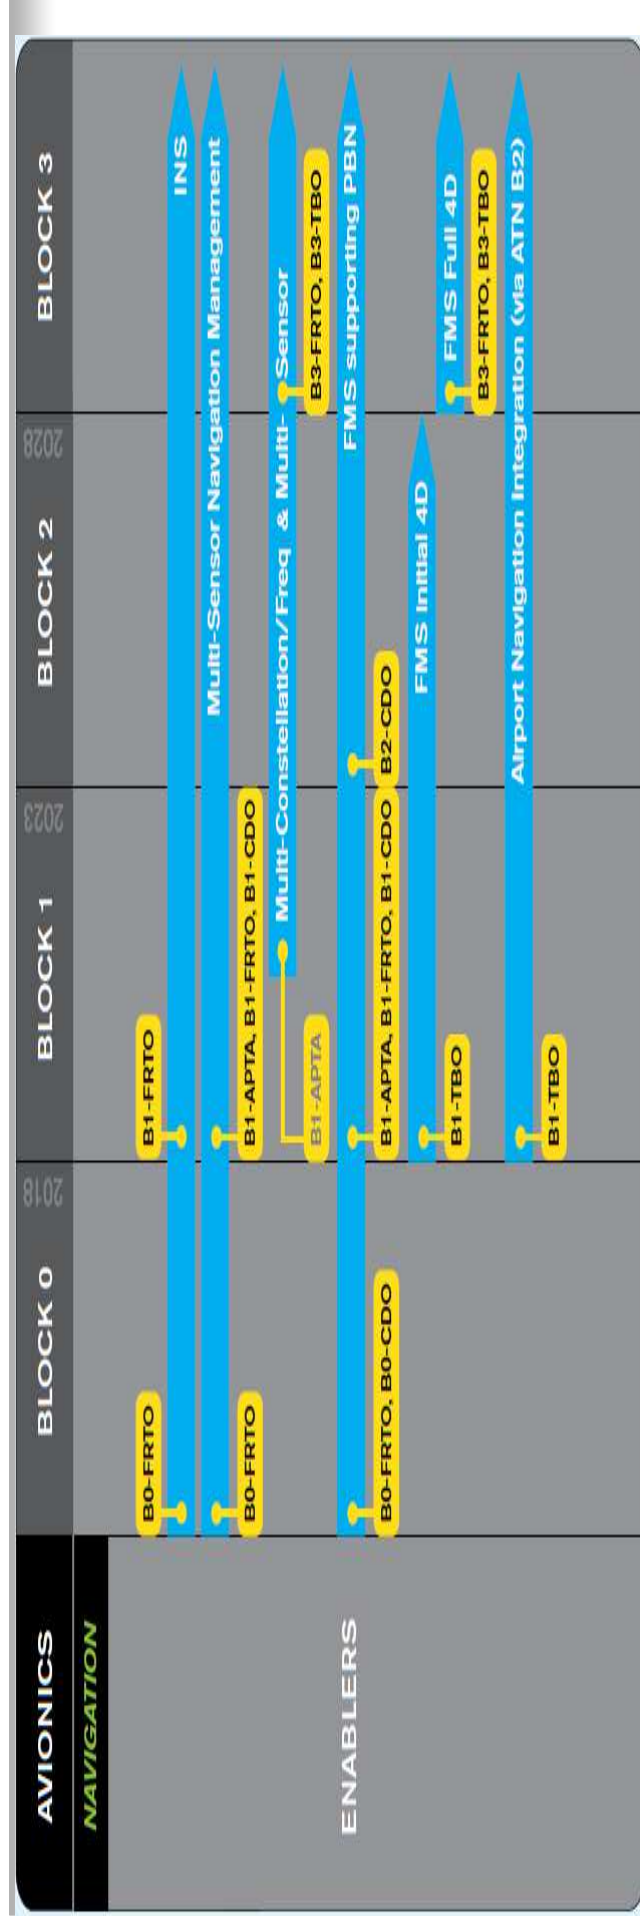 AVIONICS
BLOCK 0
2018
BLOCK 1
2023
BLOCK 2
2028
BLOCK 3
NAVIGATION
ENABLERS
B0-FRTO
B1-FRTO
INS
Multi-Sensor Navigation Management
B0-FRTO
B1-APTA, B1-FRTO, B1-CDO
Multi-Constellation/Freq & Multi- Sensor
B1-APTA
B3-FRTO, B3-TBO
FMS supporting PBN
B0-FRTO, B0-CDO
B1-APTA, B1-FRTO, B1-CDO
B2-CDO
FMS Initial 4D
B1-TBO
FMS Full 4D
B3-FRTO, B3-TBO
Airport Navigation Integration (via ATN B2)
B1-TBO